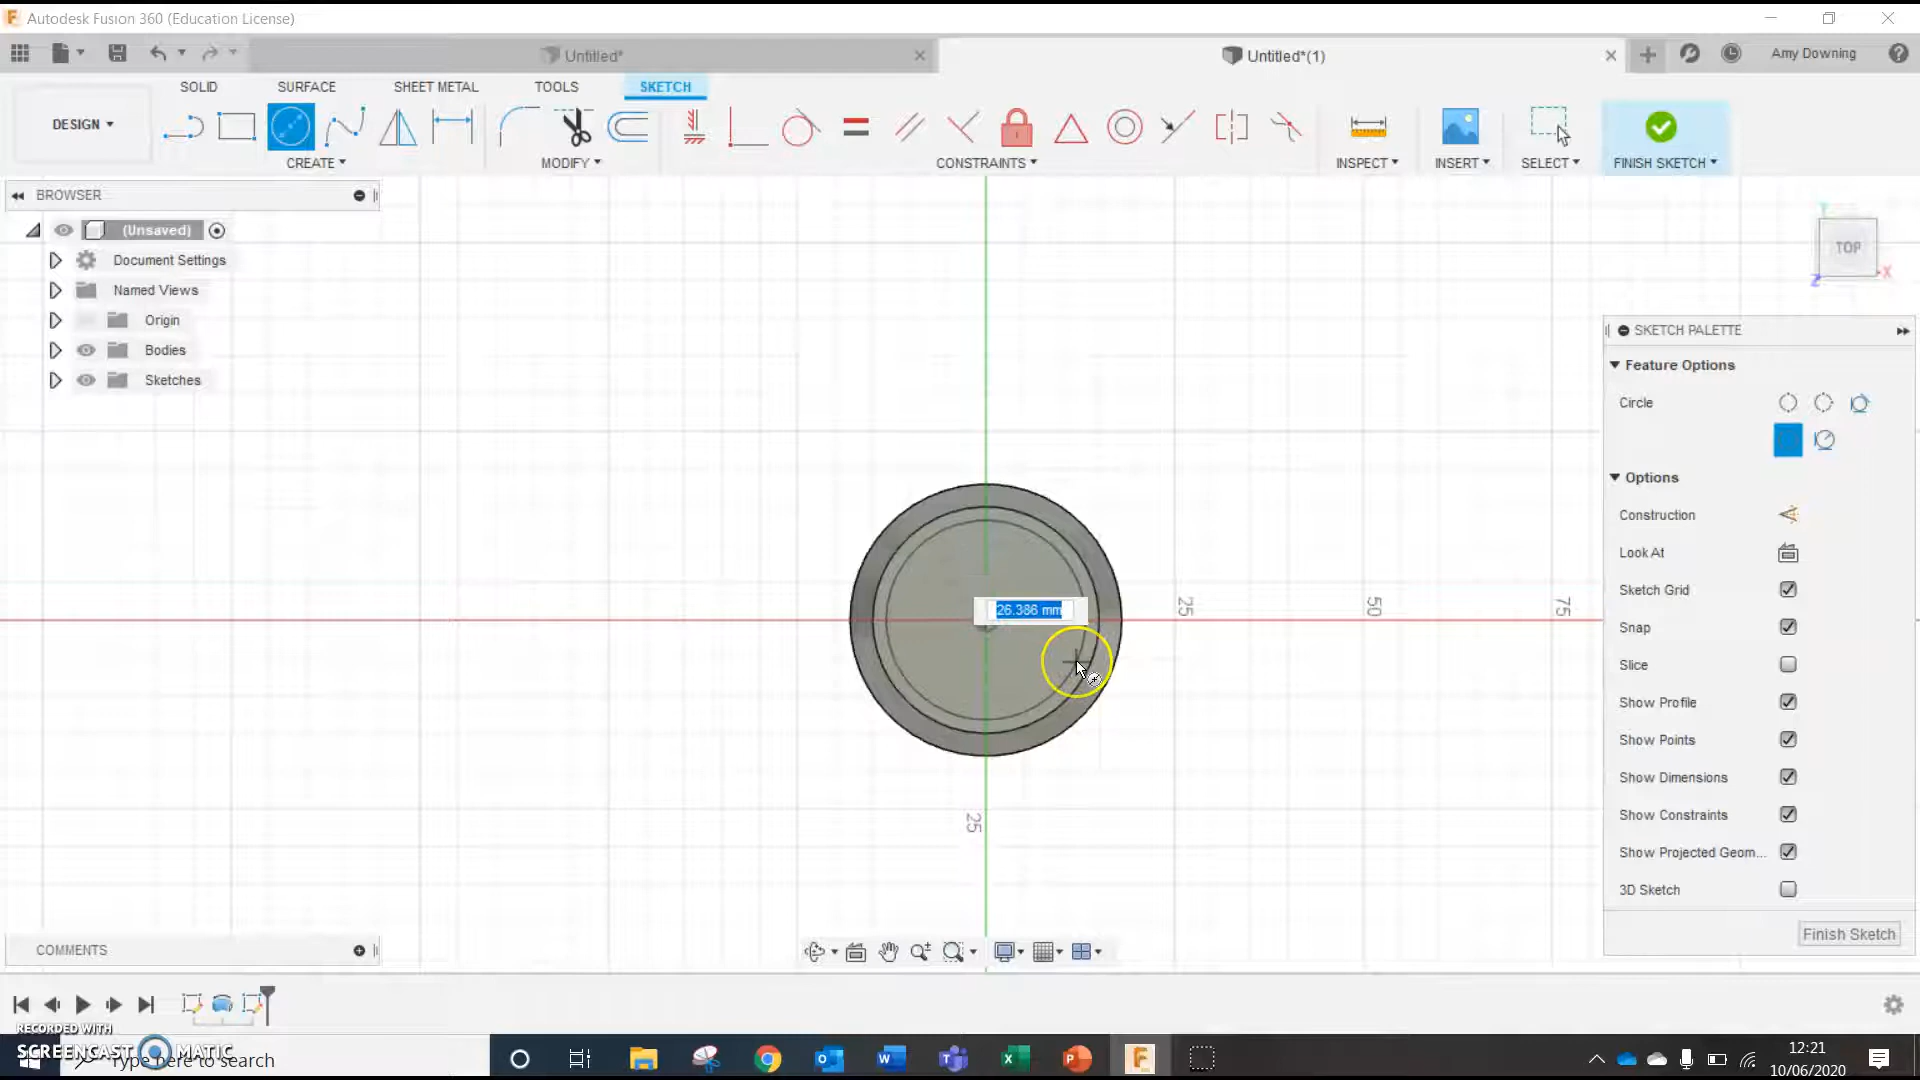 Autodesk Fusion 360 (Education License)
Untitled*
Untitled*(1)
Amy Downing
SOLID SURFACE SHEET METAL TOOLS SKETCH
DESIGN
CREATE MODIFY CONSTRAINTS INSPECT INSERT SELECT FINISH SKETCH
BROWSER
(Unsaved)
Document Settings
Named Views
Origin
Bodies
Sketches
TOP
X
Y
Z
SKETCH PALETTE
Feature Options
Circle
Options
Construction
Look At
Sketch Grid
Snap
Slice
Show Profile
Show Points
Show Dimensions
Show Constraints
Show Projected Geom...
3D Sketch
Finish Sketch
26.386 mm
25
50
75
25
COMMENTS
RECORDED WITH
SCREENCAST MATIC
Type here to search
12:21
10/06/2020